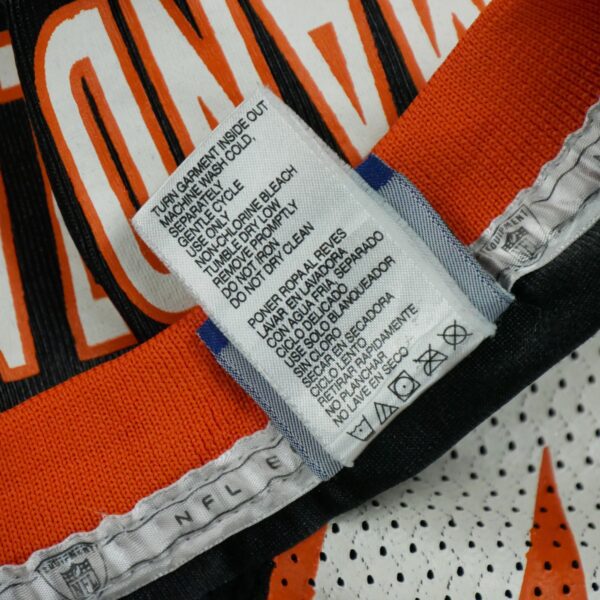 TURN GARMENT INSIDE OUT
MACHINE WASH COLD,
SEPARATELY
GENTLE CYCLE
USE ONLY
NON-CHLORINE BLEACH
TUMBLE DRY LOW
REMOVE PROMPTLY
DO NOT IRON
DO NOT DRY CLEAN
PONER ROPA AL REVES
LAVAR EN LAVADORA
CON AGUA FRIA SEPARADO
CICLO DELICADO
USE SOLO BLANQUEADOR
SIN CLORO
SECAR EN SECADORA
CICLO LENTO
RETIRAR RAPIDAMENTE
NO LAVE EN SECO
NFL E
EQUIPMENT
NFL